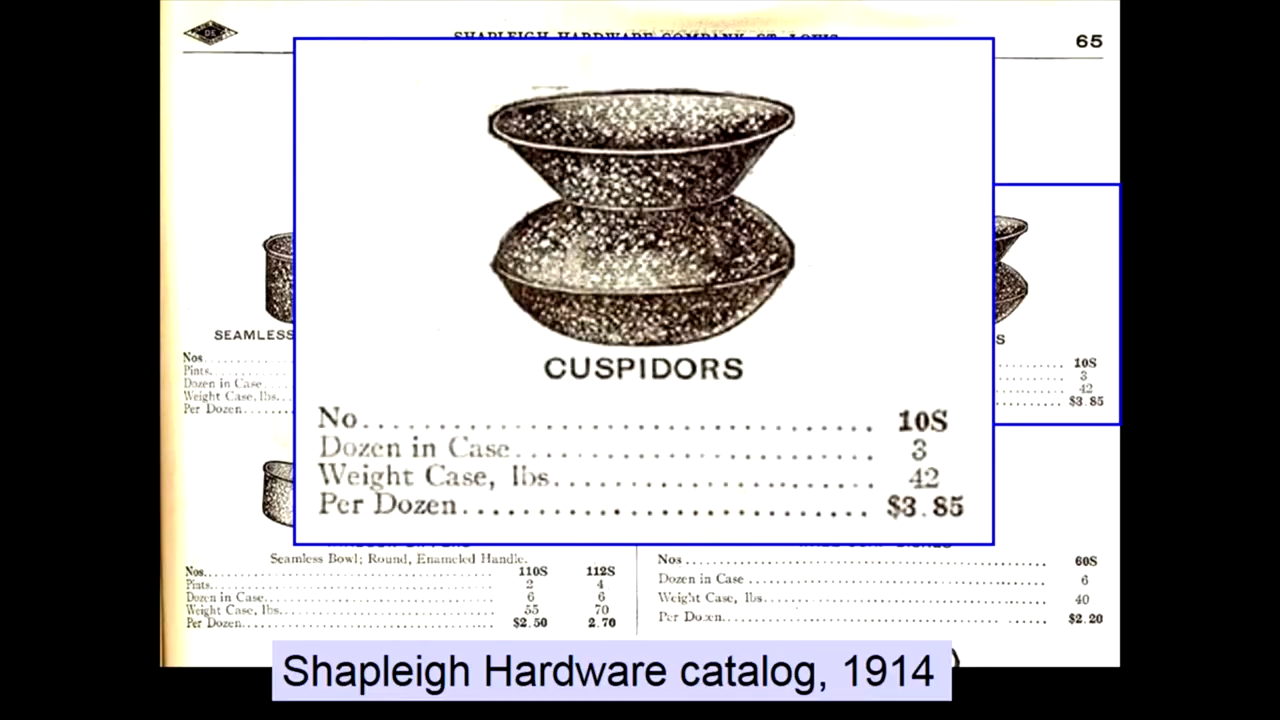 DE
SHAPLEIGH HARDWARE COMPANY, ST. LOUIS
65
CUSPIDORS
No. 10S
Dozen in Case 3
Weight Case, lbs. 42
Per Dozen $3.85
SEAMLESS
Nos
Pints
Dozen in Case
Weight Case, lbs.
Per Dozen
S
10S
3
42
$3.85
Seamless Bowl; Round, Enameled Handle.
Nos. 110S 112S
Pints 2 4
Dozen in Case 6 6
Weight Case, lbs. 55 70
Per Dozen $2.50 2.70
Nos 60S
Dozen in Case 6
Weight Case, lbs. 40
Per Dozen $2.20
Shapleigh Hardware catalog, 1914